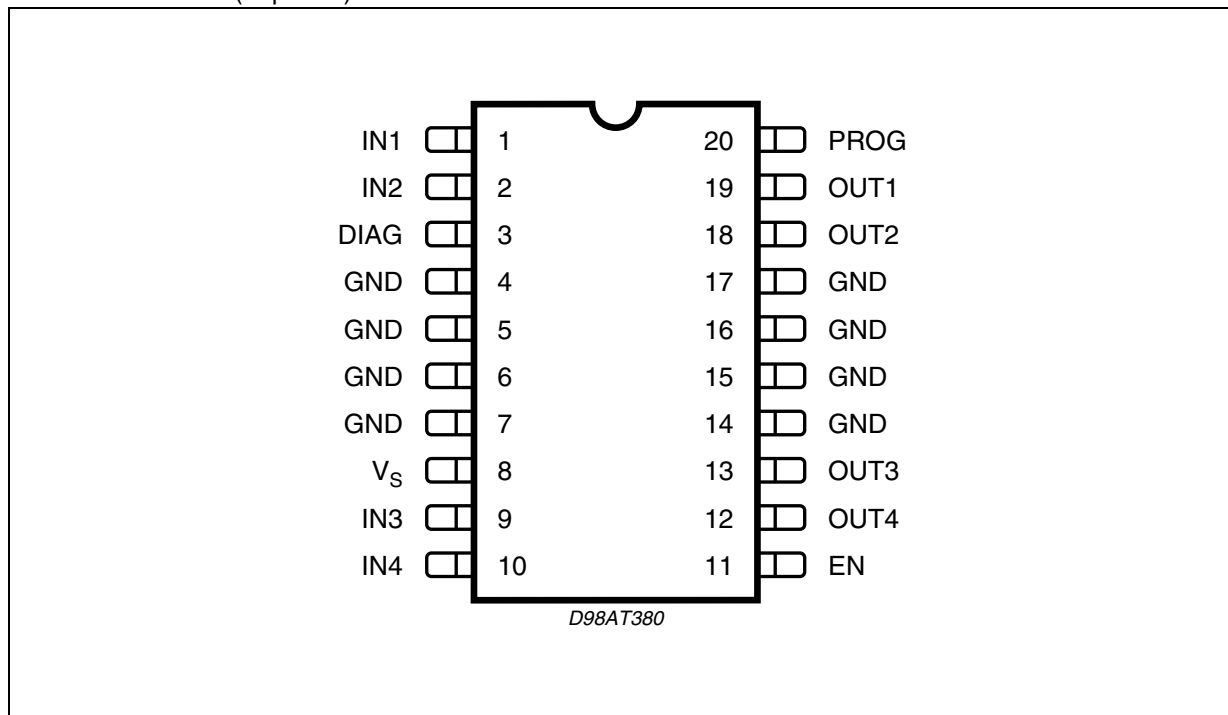 IN1 1 20 PROG
IN2 2 19 OUT1
DIAG 3 18 OUT2
GND 4 17 GND
GND 5 16 GND
GND 6 15 GND
GND 7 14 GND
VS 8 13 OUT3
IN3 9 12 OUT4
IN4 10 11 EN
D98AT380